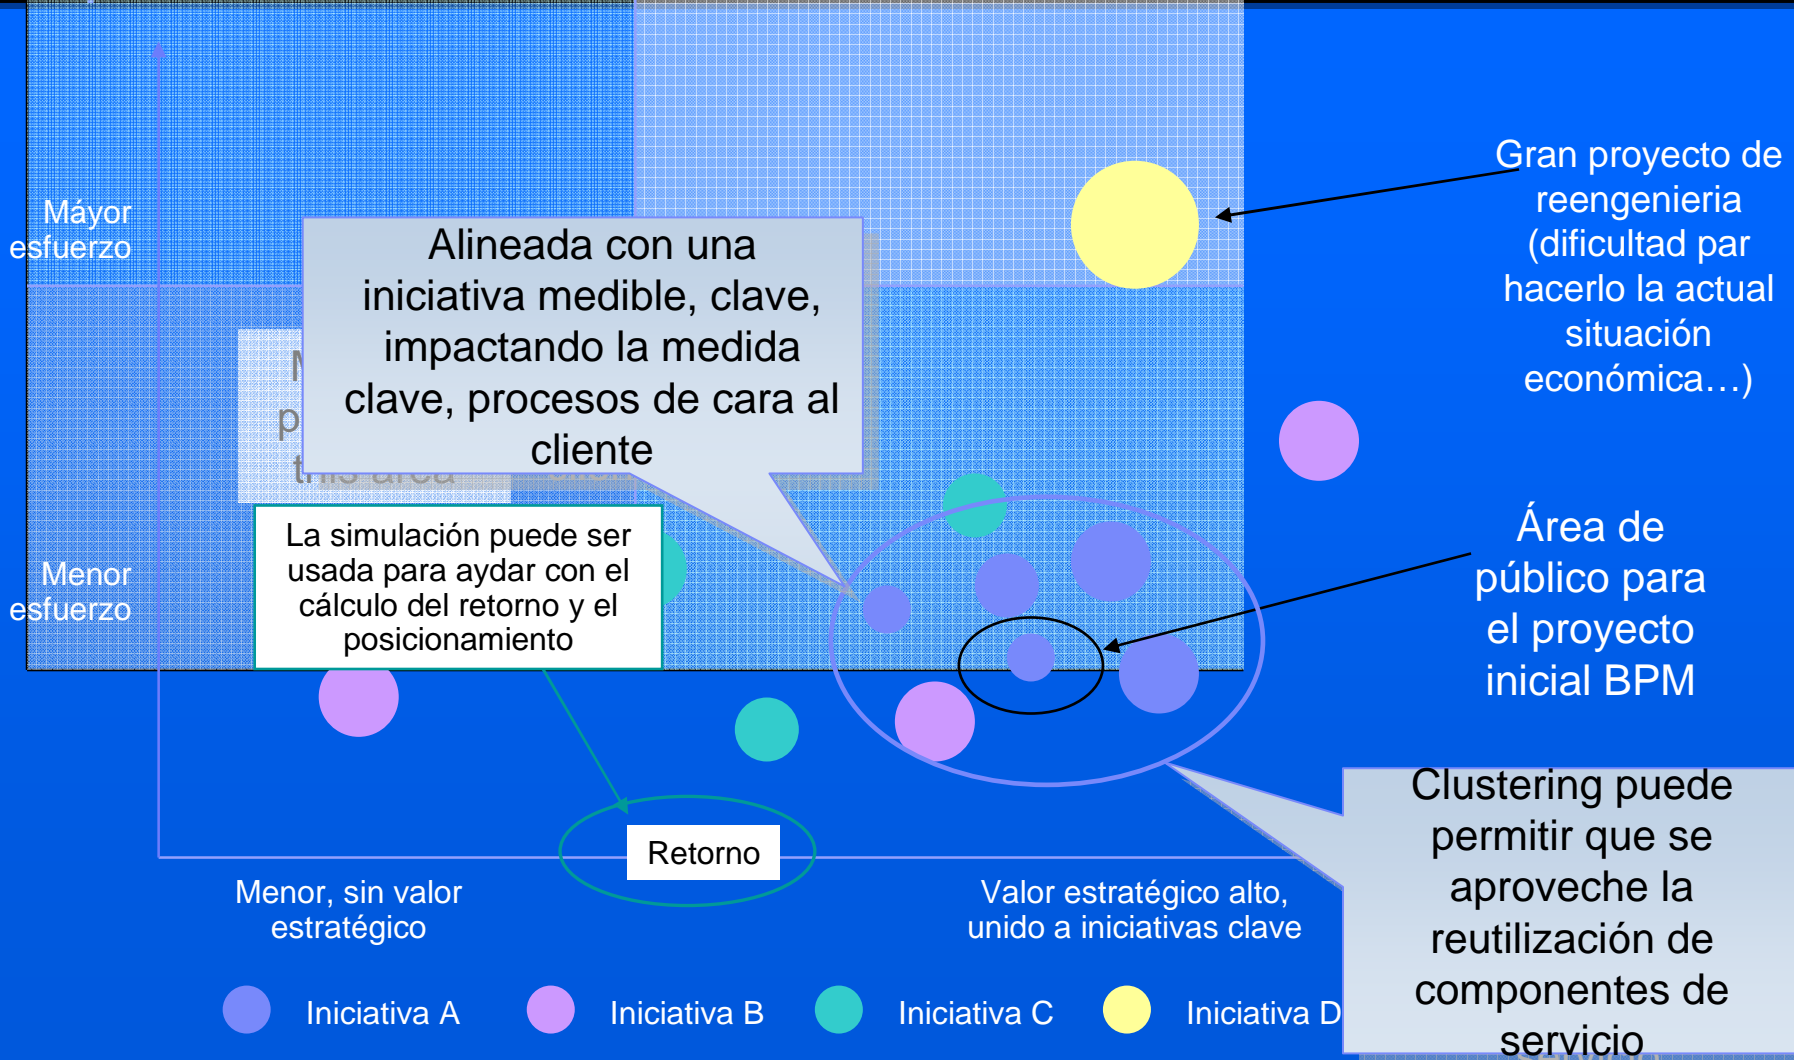 Máyor
esfuerzo
Alineada con una
iniciativa medible, clave,
impactando la medida
clave, procesos de cara al
cliente
this area
Gran proyecto de
reengenieria
(dificultad par
hacerlo la actual
situación
económica…)
La simulación puede ser
usada para aydar con el
cálculo del retorno y el
posicionamiento
Menor
esfuerzo
Área de
público para
el proyecto
inicial BPM
Retorno
Menor, sin valor
estratégico
Valor estratégico alto,
unido a iniciativas clave
Clustering puede
permitir que se
aproveche la
reutilización de
componentes de
servicio
Iniciativa A
Iniciativa B
Iniciativa C
Iniciativa D